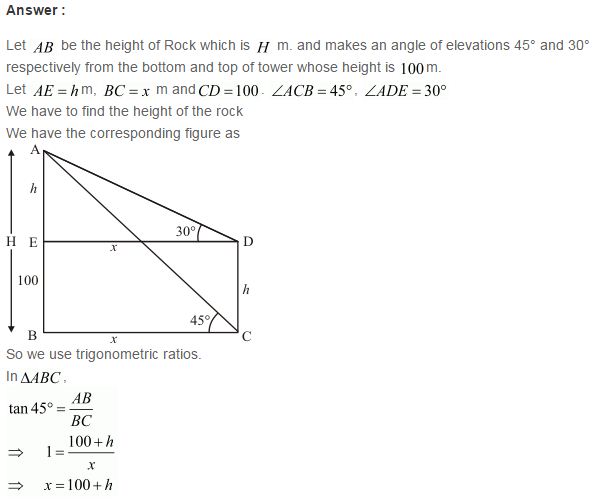 Answer :
Let AB be the height of Rock which is H m. and makes an angle of elevations 45° and 30°
respectively from the bottom and top of tower whose height is 100 m.
Let AE = h m, BC = x m and CD = 100. ∠ACB = 45°, ∠ADE = 30°
We have to find the height of the rock
We have the corresponding figure as
A
h
30°
H E x D
100
h
45°
B x C
So we use trigonometric ratios.
In ΔABC,
tan 45° = AB/BC
⇒ 1 = (100 + h)/x
⇒ x = 100 + h